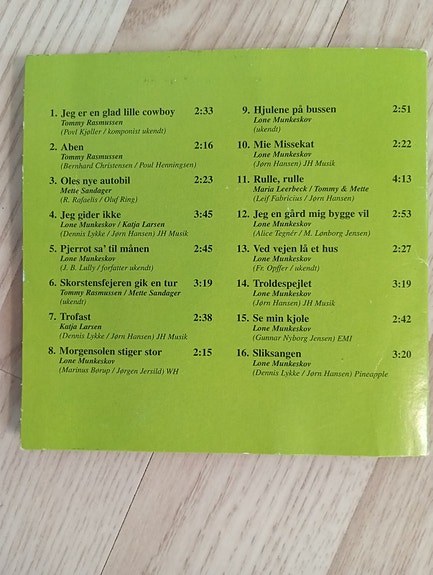 1. Jeg er en glad lille cowboy 2:33
Tommy Rasmussen
(Povl Kjøller / komponist ukendt)
2. Aben 2:16
Tommy Rasmussen
(Bernhard Christensen / Poul Henningsen)
3. Oles nye autobil 2:23
Mette Sandager
(R. Rafaelis / Oluf Ring)
4. Jeg gider ikke 3:45
Lone Munkeskov / Katja Larsen
(Dennis Lykke / Jørn Hansen) JH Musik
5. Pjerrot sa' til månen 2:45
Lone Munkeskov
(J. B. Lully / forfatter ukendt)
6. Skorstensfejeren gik en tur 3:19
Tommy Rasmussen / Mette Sandager
(ukendt)
7. Trofast 2:38
Katja Larsen
(Dennis Lykke / Jørn Hansen) JH Musik
8. Morgensolen stiger stor 2:15
Lone Munkeskov
(Marinus Børup / Jørgen Jersild) WH
9. Hjulene på bussen 2:51
Lone Munkeskov
(ukendt)
10. Mie Missekat 2:22
Lone Munkeskov
(Jørn Hansen) JH Musik
11. Rulle, rulle 4:13
Maria Leerbeck / Tommy & Mette
(Leif Fabricius / Jørn Hansen)
12. Jeg en gård mig bygge vil 2:53
Lone Munkeskov
(Alice Tegnér / M. Lønborg Jensen)
13. Ved vejen lå et hus 2:27
Lone Munkeskov
(Fr. Opffer / ukendt)
14. Troldespejlet 3:19
Lone Munkeskov
(Jørn Hansen) JH Musik
15. Se min kjole 2:42
Lone Munkeskov
(Gunnar Nyborg Jensen) EMI
16. Sliksangen 3:20
Lone Munkeskov
(Dennis Lykke / Jørn Hansen) Pineapple